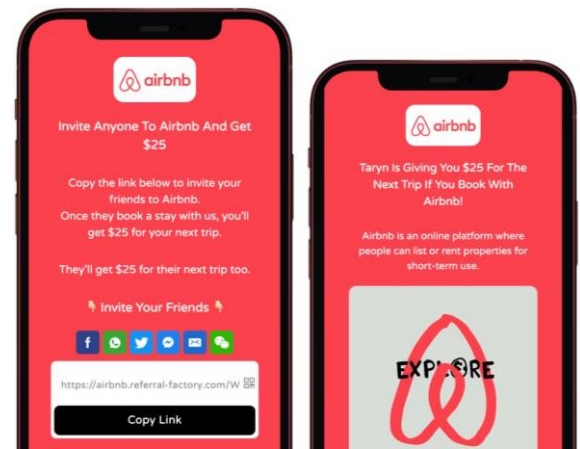 airbnb
Invite Anyone To Airbnb And Get
$25
Copy the link below to invite your
friends to Airbnb.
Once they book a stay with us, you'll
get $25 for your next trip.
They'll get $25 for their next trip too.
👇 Invite Your Friends 👇
f
https://airbnb.referral-factory.com/W
Copy Link
airbnb
Taryn Is Giving You $25 For The
Next Trip If You Book With
Airbnb!
Airbnb is an online platform where
people can list or rent properties for
short-term use.
EXPLORE